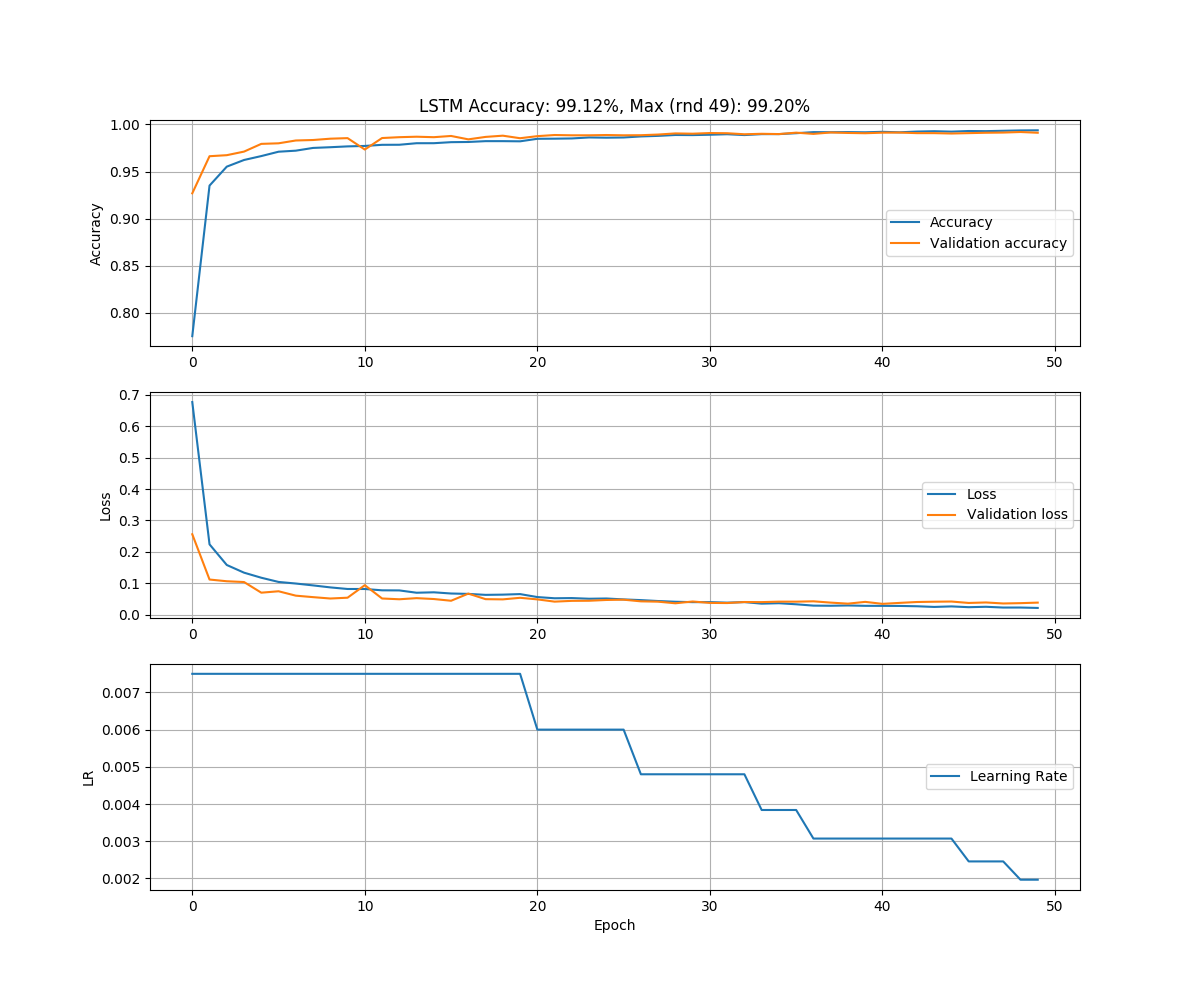 LSTM Accuracy: 99.12%, Max (rnd 49): 99.20%
1.00
0.95
0.90
0.85
0.80
Accuracy
Accuracy
Validation accuracy
0 10 20 30 40 50
0.7
0.6
0.5
0.4
0.3
0.2
0.1
0.0
Loss
Loss
Validation loss
0 10 20 30 40 50
0.007
0.006
0.005
0.004
0.003
0.002
LR
Learning Rate
0 10 20 30 40 50
Epoch